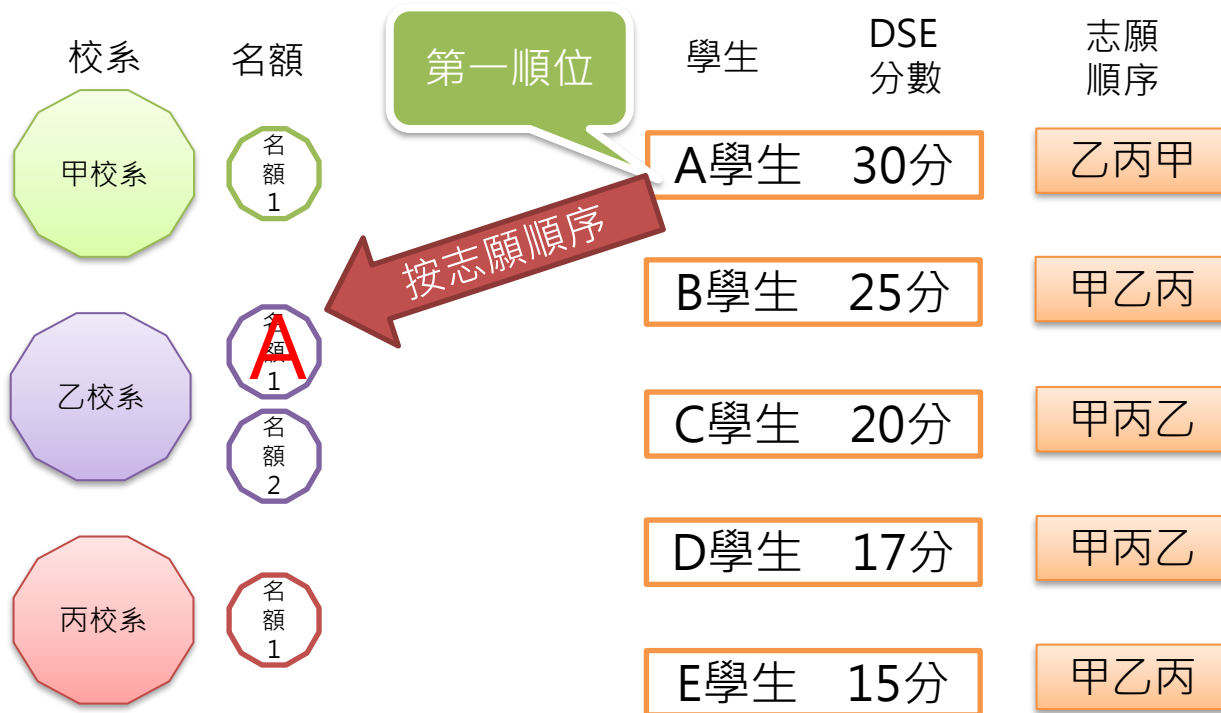 校系
名額
第一順位
學生
DSE
分數
志願
順序
甲校系
名
額
1
A學生 30分
乙丙甲
按志願順序
B學生 25分
甲乙丙
乙校系
名
額
1
A
名
額
2
C學生 20分
甲丙乙
D學生 17分
甲丙乙
丙校系
名
額
1
E學生 15分
甲乙丙